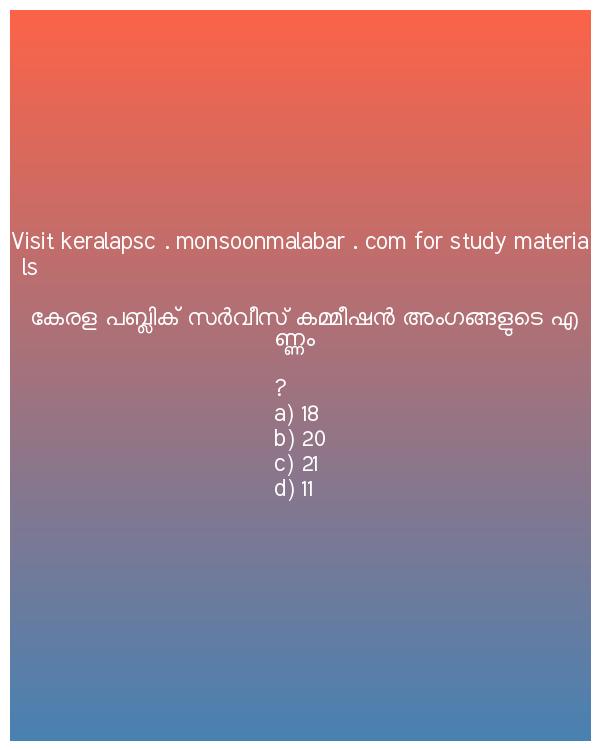 Visit keralapsc . monsoonmalabar . com for study materia
ls
കേരള പബ്ലിക് സർവീസ് കമ്മീഷൻ അംഗങ്ങളുടെ എ
ണ്ണം
?
a) 18
b) 20
c) 21
d) 11